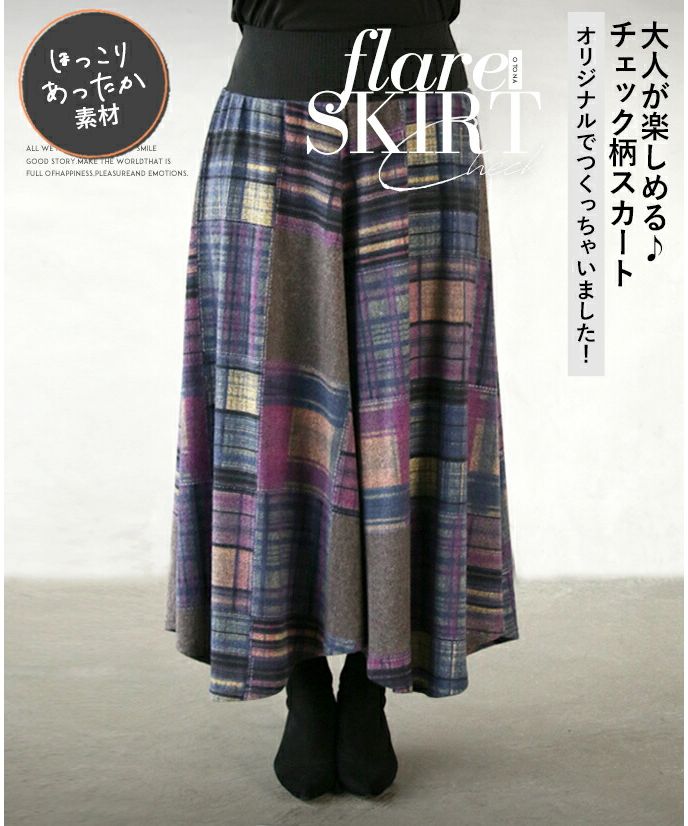 ほっこり
あったか
素材
ALL WE
SMILE
GOOD STORY.MAKE THE WORLDTHAT IS
FULL OFHAPPINESS,PLEASUREAND EMOTIONS.
flare
OTONA
SKIRT
Check
大人が楽しめる♪
チェック柄スカート
オリジナルでつくっちゃいました！